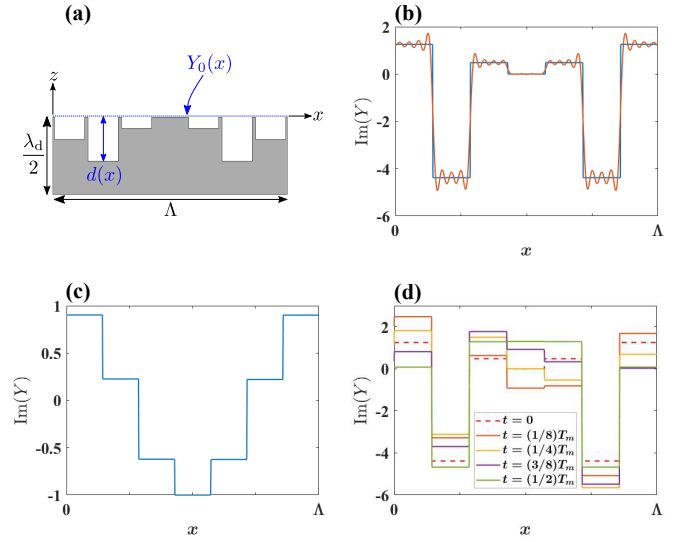 (a)
Y₀(x)
z
x
λ_d/2
d(x)
Λ
(b)
Im(Y)
2
0
-2
-4
-6
0
Λ
x
(c)
Im(Y)
1
0.5
0
-0.5
-1
0
Λ
x
(d)
Im(Y)
2
0
-2
-4
-6
t = 0
t = (1/8)Tₘ
t = (1/4)Tₘ
t = (3/8)Tₘ
t = (1/2)Tₘ
0
Λ
x